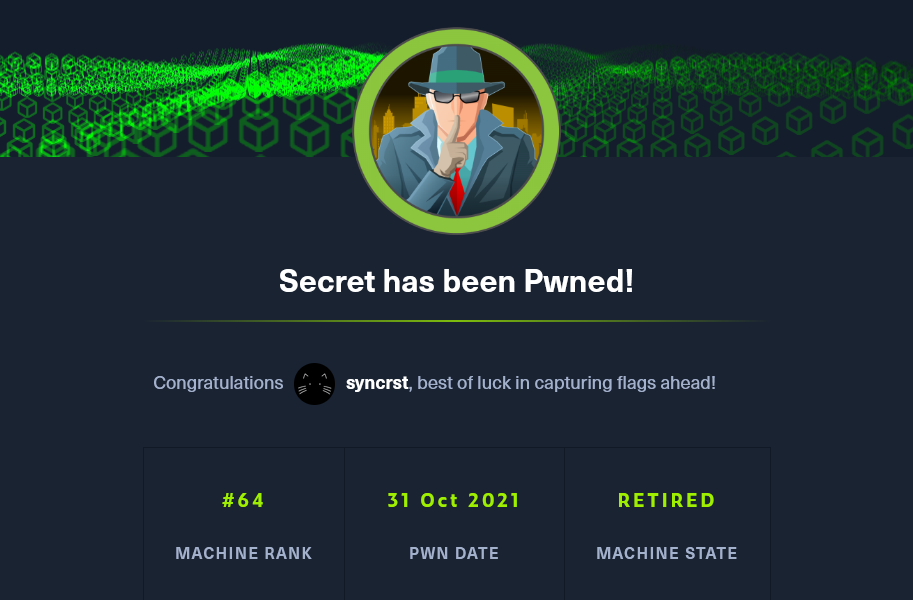 Secret has been Pwned!
Congratulations syncrst, best of luck in capturing flags ahead!
#64 31 Oct 2021 RETIRED
MACHINE RANK PWN DATE MACHINE STATE